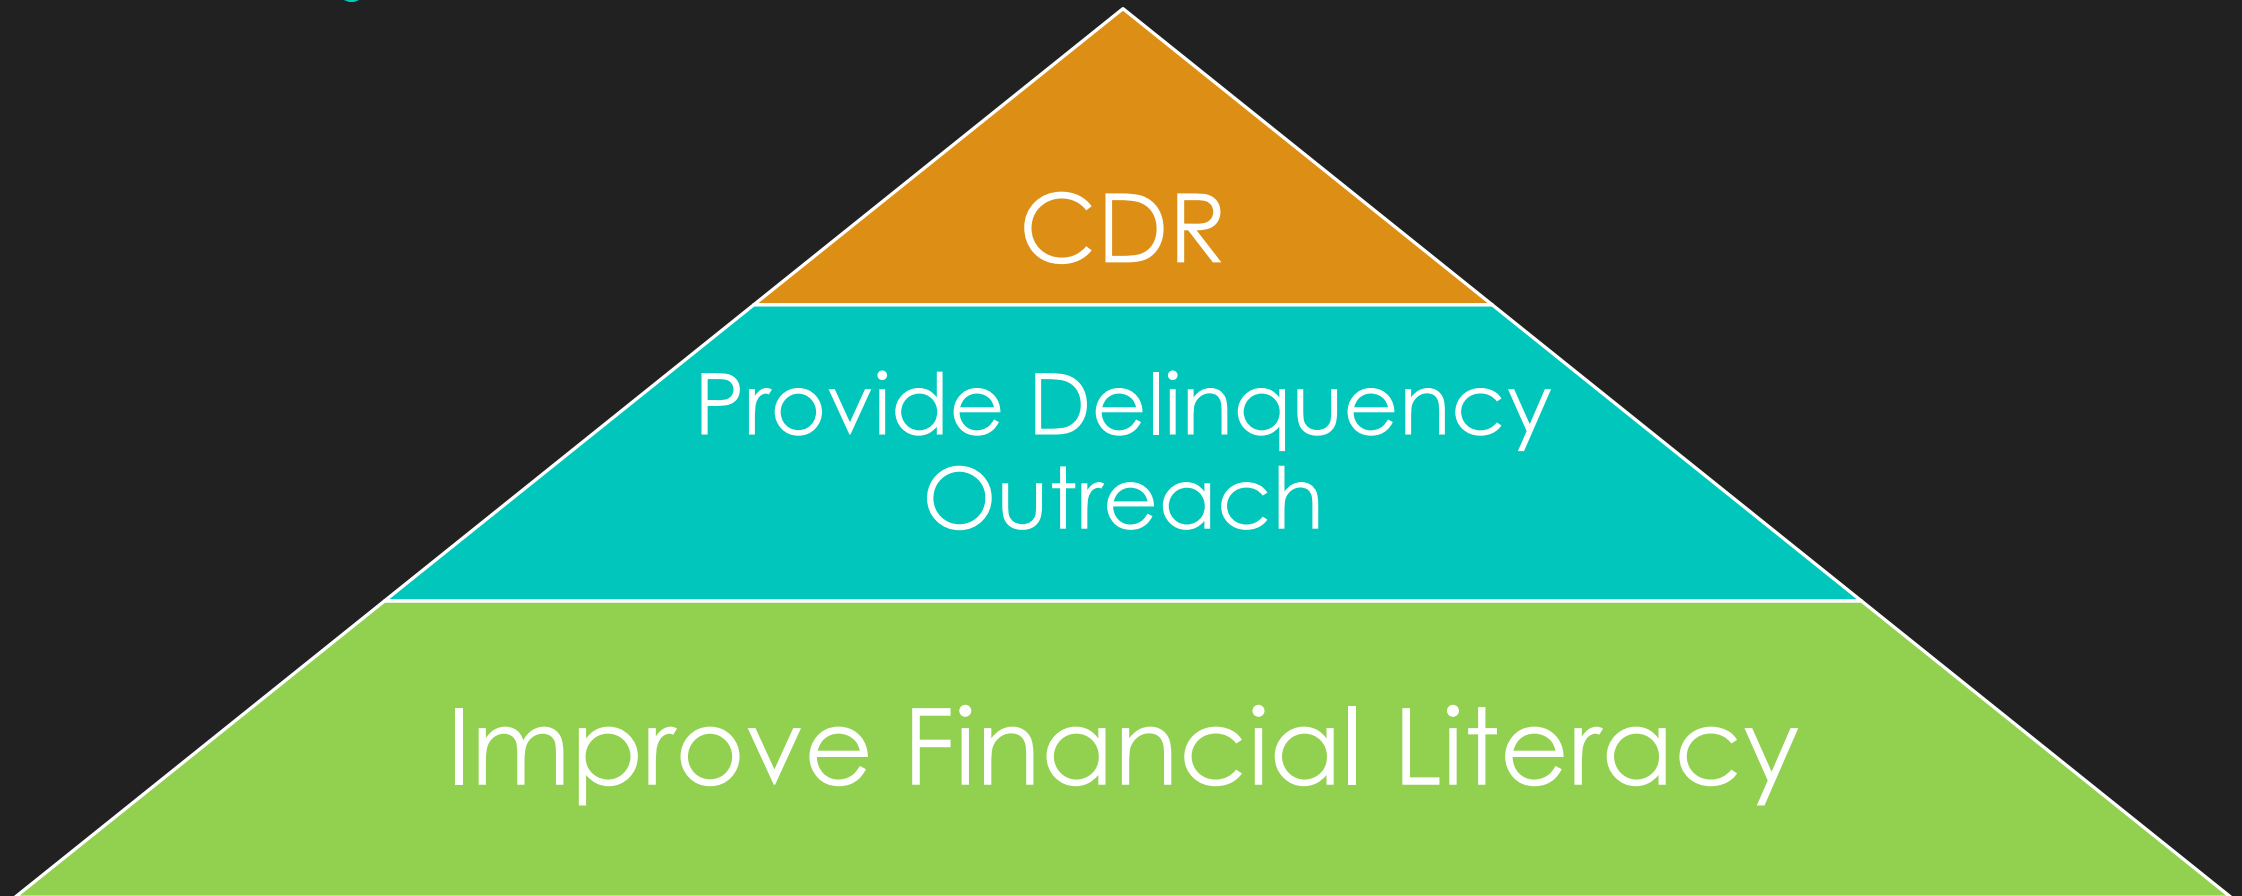 CDR
Provide Delinquency
Outreach
Improve Financial Literacy